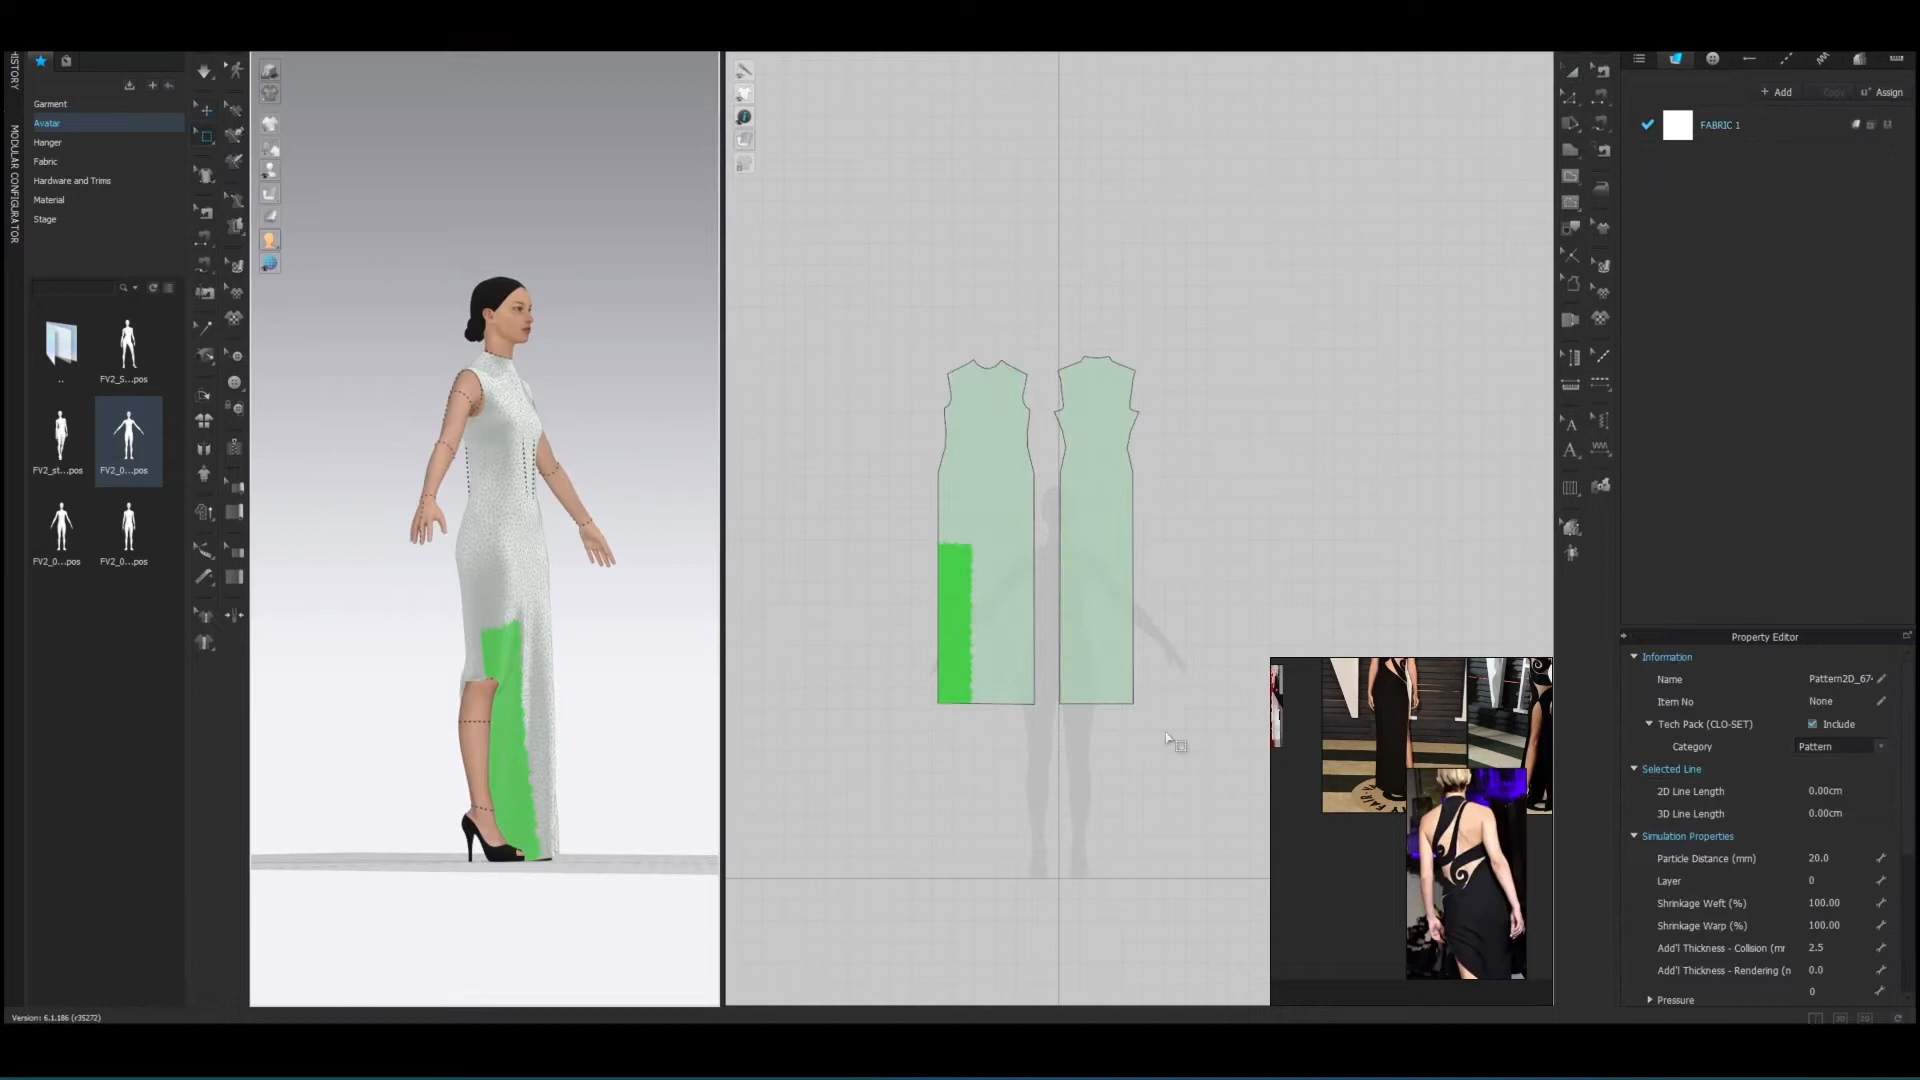 HISTORY
MODULAR CONFIGURATOR
Garment
Avatar
Hanger
Fabric
Hardware and Trims
Material
Stage
..
FV2_S...pos
FV2_st...pos
FV2_0...pos
FV2_0...pos
FV2_0...pos
Version: 6.1.186 (r35272)
+ Add
Copy
Assign
FABRIC 1
Property Editor
Information
Name
Pattern2D_67
Item No
None
Tech Pack (CLO-SET)
Include
Category
Pattern
Selected Line
2D Line Length
0.00cm
3D Line Length
0.00cm
Simulation Properties
Particle Distance (mm)
20.0
Layer
0
Shrinkage Weft (%)
100.00
Shrinkage Warp (%)
100.00
Add'l Thickness - Collision (mr
2.5
Add'l Thickness - Rendering (n
0.0
Pressure
0
3D
2D